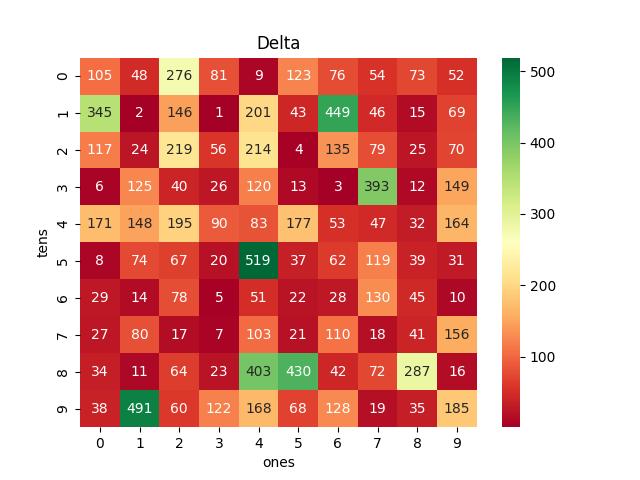 Delta
0 105 48 276 81 9 123 76 54 73 52
1 345 2 146 1 201 43 449 46 15 69
2 117 24 219 56 214 4 135 79 25 70
3 6 125 40 26 120 13 3 393 12 149
4 171 148 195 90 83 177 53 47 32 164
5 8 74 67 20 519 37 62 119 39 31
6 29 14 78 5 51 22 28 130 45 10
7 27 80 17 7 103 21 110 18 41 156
8 34 11 64 23 403 430 42 72 287 16
9 38 491 60 122 168 68 128 19 35 185
0 1 2 3 4 5 6 7 8 9
ones
tens
500
400
300
200
100